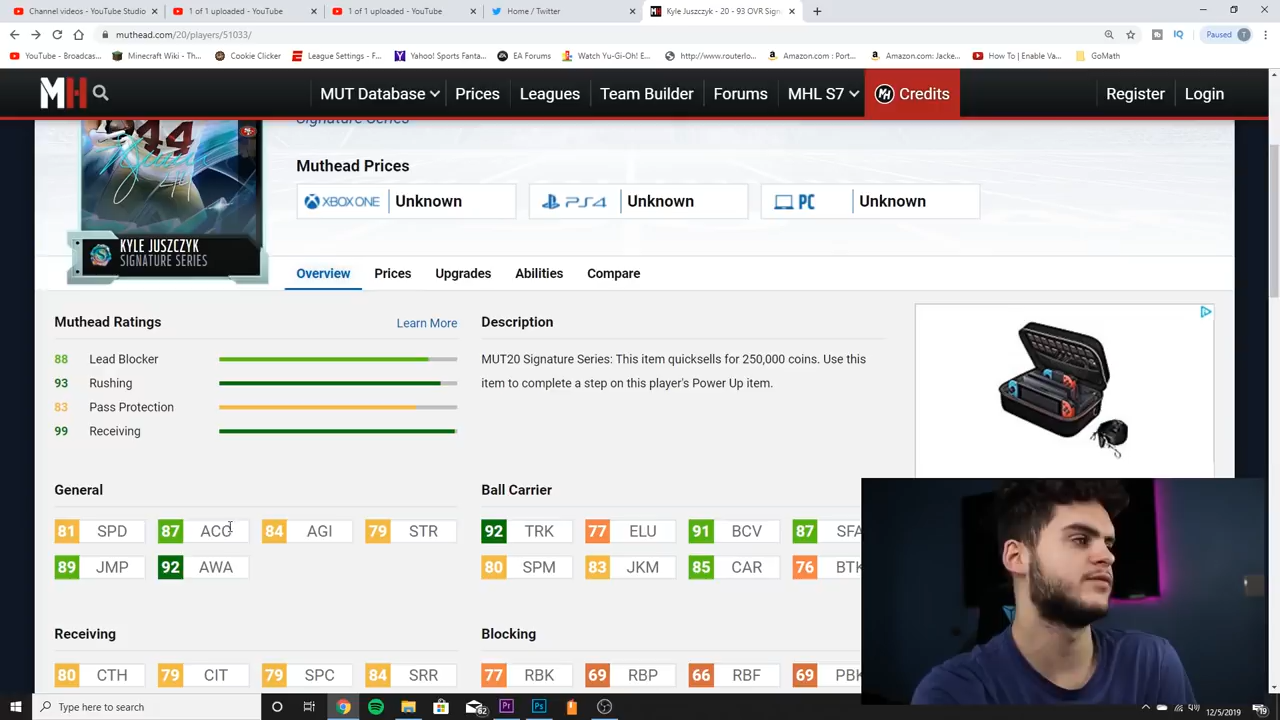 Channel videos - YouTube Studio
1 of 1 uploaded - YouTube
1 of 1 uploaded - YouTube
Home / Twitter
Kyle Juszczyk - 20 - 93 OVR Sign
muthead.com/20/players/51033/
Paused
T
YouTube - Broadcas...
Minecraft Wiki - Th...
Cookie Clicker
League Settings - F...
Yahoo! Sports Fanta...
EA Forums
Watch Yu-Gi-Oh! E...
http://www.routerlo...
Amazon.com : Port...
Amazon.com: Jacke...
How To | Enable Va...
GoMath
MH
MUT Database
Prices
Leagues
Team Builder
Forums
MHL S7
Credits
Register
Login
Signature Series
44
Muthead Prices
XBOX ONE Unknown
PS4 Unknown
PC Unknown
KYLE JUSZCZYK
SIGNATURE SERIES
Overview
Prices
Upgrades
Abilities
Compare
Muthead Ratings
Learn More
88 Lead Blocker
93 Rushing
83 Pass Protection
99 Receiving
Description
MUT20 Signature Series: This item quicksells for 250,000 coins. Use this
item to complete a step on this player's Power Up item.
General
81 SPD 87 ACC 84 AGI 79 STR
89 JMP 92 AWA
Ball Carrier
92 TRK 77 ELU 91 BCV 87 SFA
80 SPM 83 JKM 85 CAR 76 BTK
Receiving
80 CTH 79 CIT 79 SPC 84 SRR
Blocking
77 RBK 69 RBP 66 RBF 69 PBK
Type here to search
62
12/5/2019
19